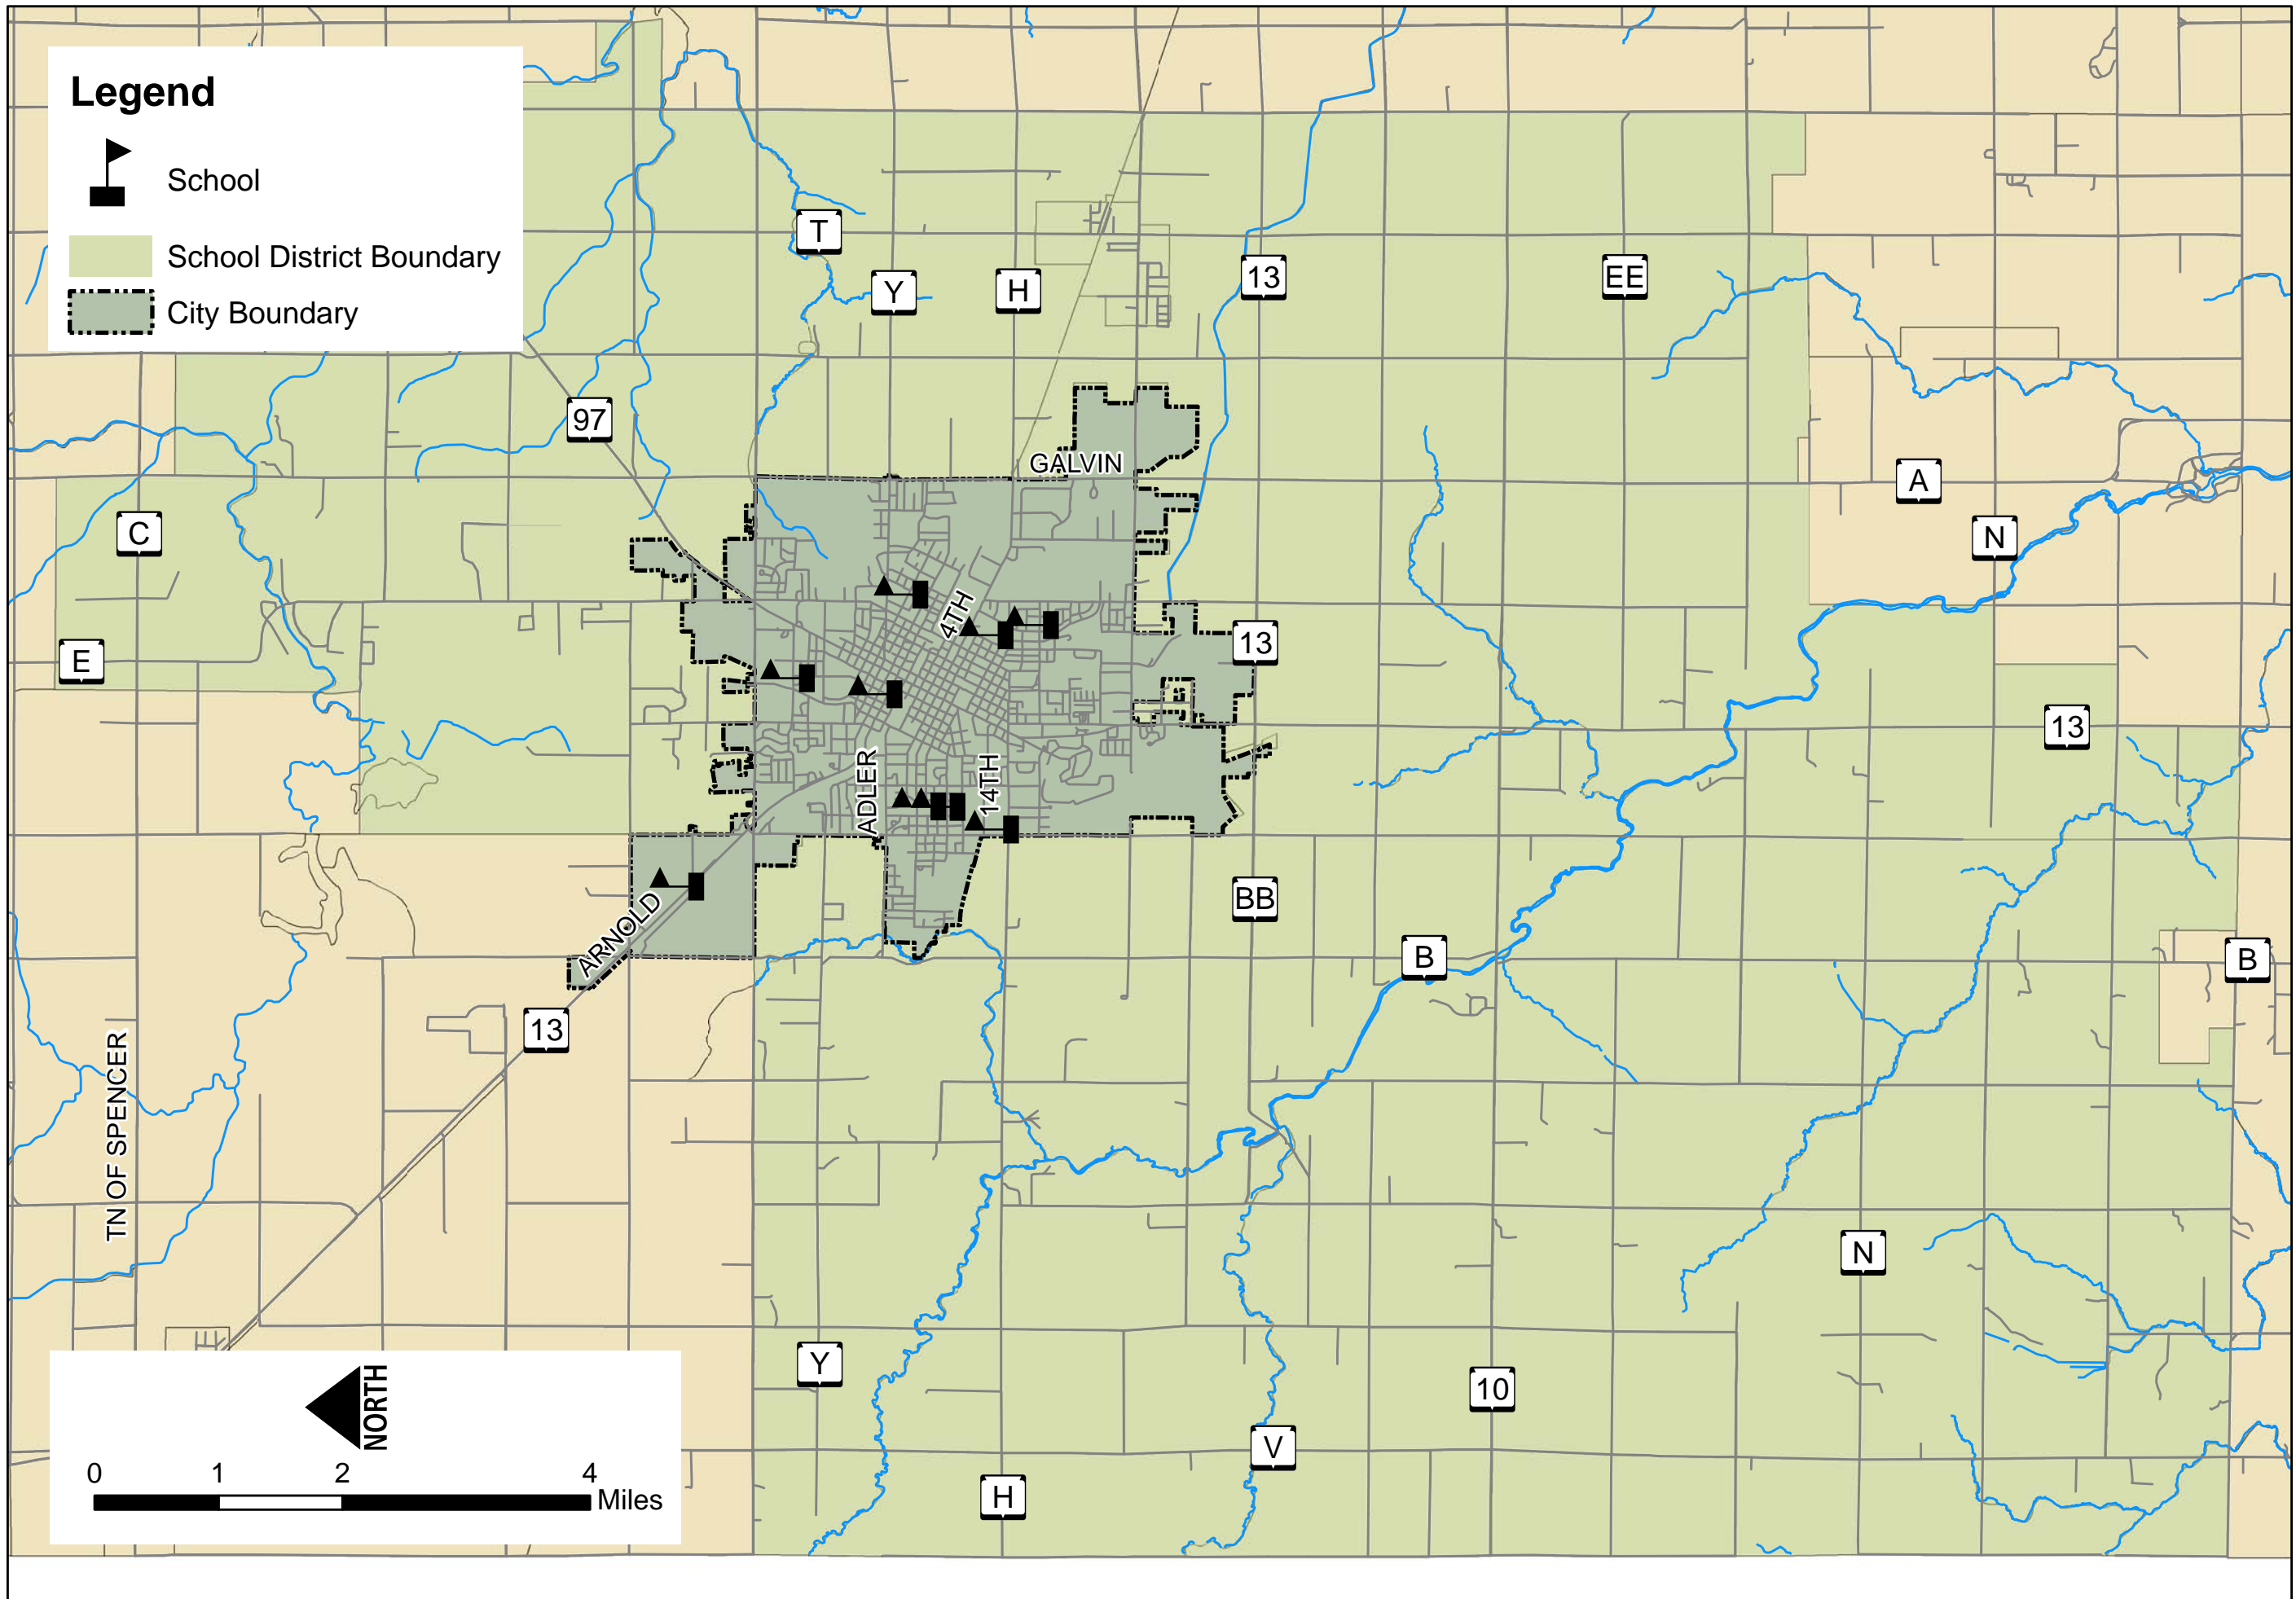 Legend
School
School District Boundary
City Boundary
T
Y
H
13
EE
97
GALVIN
A
C
N
4TH
E
13
13
ADLER
14TH
BB
ARNOLD
B
B
13
TN OF SPENCER
N
Y
10
V
H
NORTH
0 1 2 4
Miles